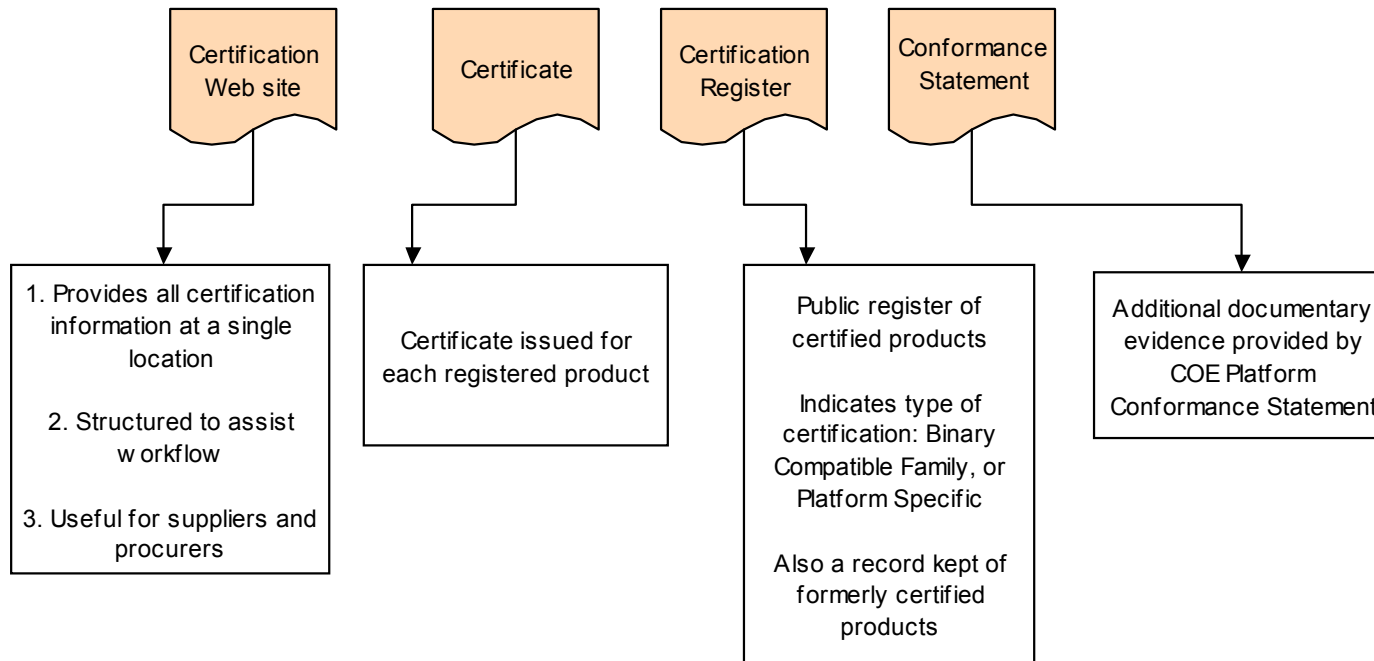 Certification
Web site
Certificate
Certification
Register
Conformance
Statement
1. Provides all certification
information at a single
location
2. Structured to assist
workflow
3. Useful for suppliers and
procurers
Certificate issued for
each registered product
Public register of
certified products
Indicates type of
certification: Binary
Compatible Family, or
Platform Specific
Also a record kept of
formerly certified
products
Additional documentary
evidence provided by
COE Platform
Conformance Statement